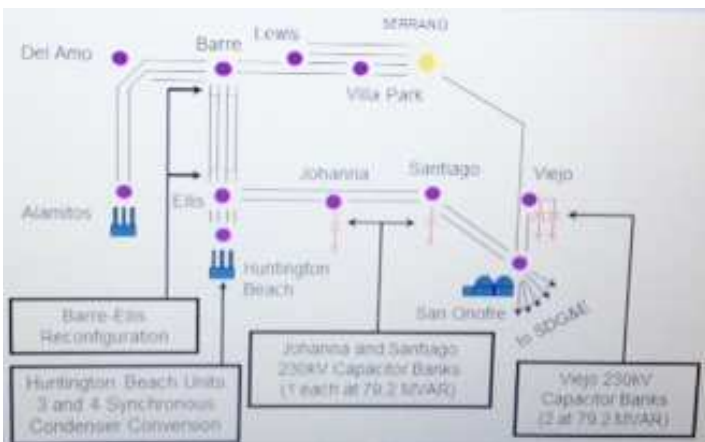 Lewis
SERRANO
Barre
Del Amo
Villa Park
Johanna
Santiago
Viejo
Ellis
Alamitos
Huntington
Beach
San Onofre
to SDG&E
Barre-Ellis
Reconfiguration
Johanna and Santiago
230kV Capacitor Banks
(1 each at 79.2 MVAR)
Viejo 230kV
Capacitor Banks
(2 at 79.2 MVAR)
Huntington Beach Units
3 and 4 Synchronous
Condenser Conversion